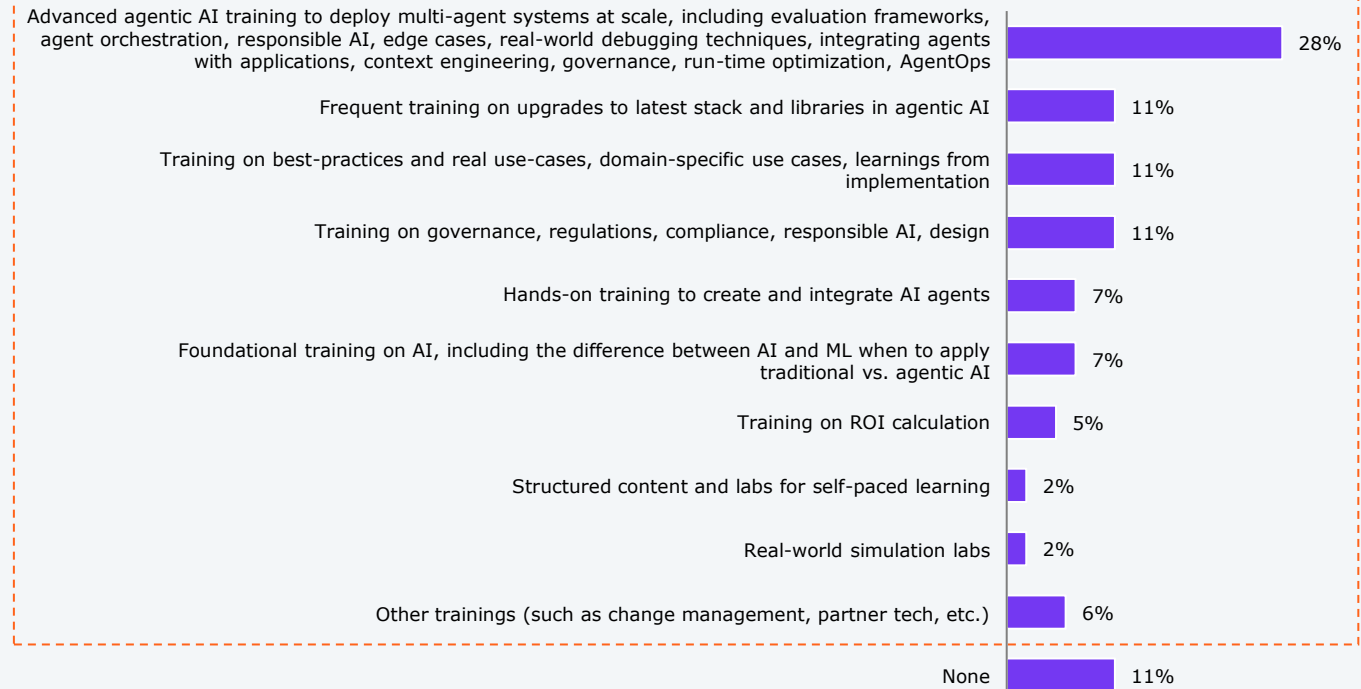 Advanced agentic AI training to deploy multi-agent systems at scale, including evaluation frameworks,
agent orchestration, responsible AI, edge cases, real-world debugging techniques, integrating agents
with applications, context engineering, governance, run-time optimization, AgentOps
28%
Frequent training on upgrades to latest stack and libraries in agentic AI
11%
Training on best-practices and real use-cases, domain-specific use cases, learnings from
implementation
11%
Training on governance, regulations, compliance, responsible AI, design
11%
Hands-on training to create and integrate AI agents
7%
Foundational training on AI, including the difference between AI and ML when to apply
traditional vs. agentic AI
7%
Training on ROI calculation
5%
Structured content and labs for self-paced learning
2%
Real-world simulation labs
2%
Other trainings (such as change management, partner tech, etc.)
6%
None
11%